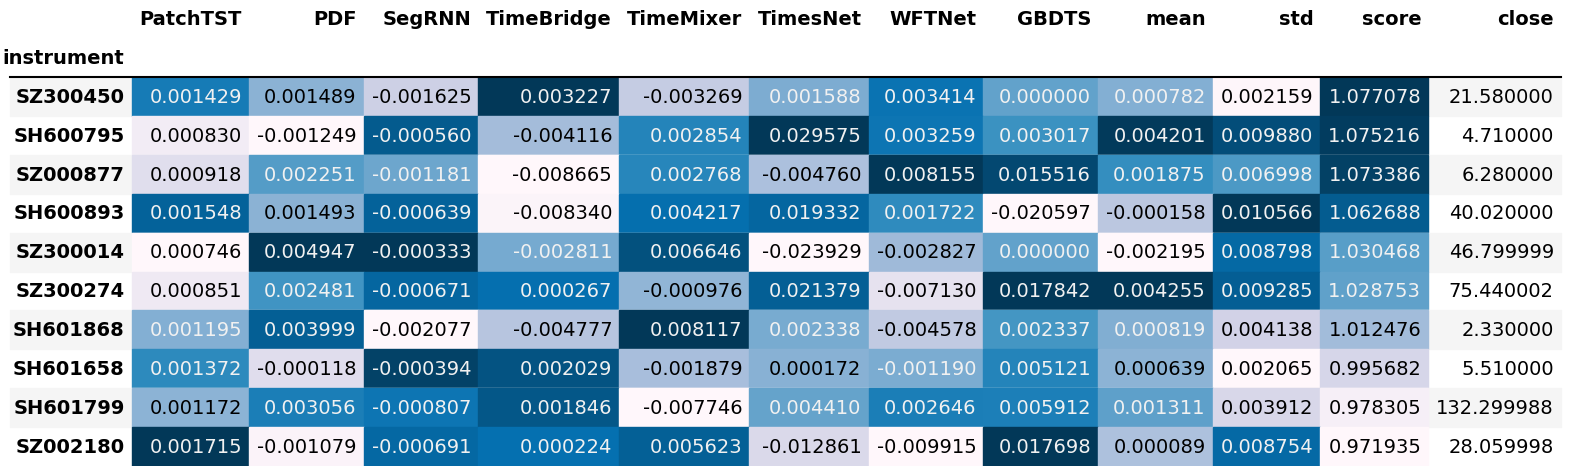 PatchTST PDF SegRNN TimeBridge TimeMixer TimesNet WFTNet GBDTS mean std score close
instrument
SZ300450 0.001429 0.001489 -0.001625 0.003227 -0.003269 0.001588 0.003414 0.000000 0.000782 0.002159 1.077078 21.580000
SH600795 0.000830 -0.001249 -0.000560 -0.004116 0.002854 0.029575 0.003259 0.003017 0.004201 0.009880 1.075216 4.710000
SZ000877 0.000918 0.002251 -0.001181 -0.008665 0.002768 -0.004760 0.008155 0.015516 0.001875 0.006998 1.073386 6.280000
SH600893 0.001548 0.001493 -0.000639 -0.008340 0.004217 0.019332 0.001722 -0.020597 -0.000158 0.010566 1.062688 40.020000
SZ300014 0.000746 0.004947 -0.000333 -0.002811 0.006646 -0.023929 -0.002827 0.000000 -0.002195 0.008798 1.030468 46.799999
SZ300274 0.000851 0.002481 -0.000671 0.000267 -0.000976 0.021379 -0.007130 0.017842 0.004255 0.009285 1.028753 75.440002
SH601868 0.001195 0.003999 -0.002077 -0.004777 0.008117 0.002338 -0.004578 0.002337 0.000819 0.004138 1.012476 2.330000
SH601658 0.001372 -0.000118 -0.000394 0.002029 -0.001879 0.000172 -0.001190 0.005121 0.000639 0.002065 0.995682 5.510000
SH601799 0.001172 0.003056 -0.000807 0.001846 -0.007746 0.004410 0.002646 0.005912 0.001311 0.003912 0.978305 132.299988
SZ002180 0.001715 -0.001079 -0.000691 0.000224 0.005623 -0.012861 -0.009915 0.017698 0.000089 0.008754 0.971935 28.059998